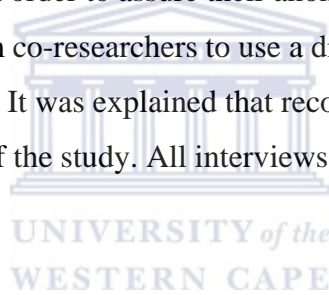 order to assure their
co-researchers to use a
It was explained that
f the study. All interviews
UNIVERSITY of the
WESTERN CAPE